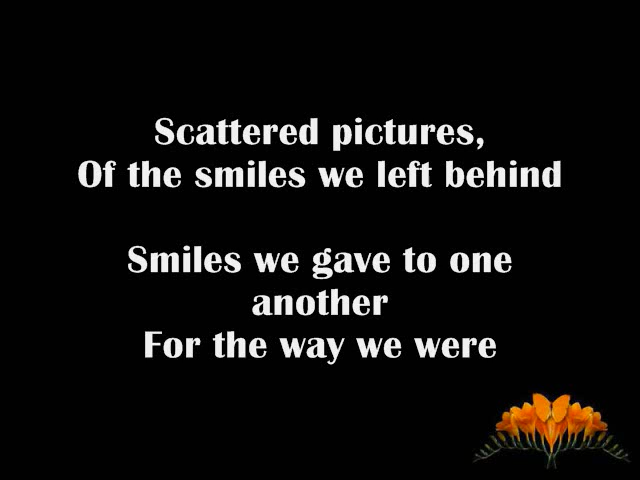 Scattered pictures,
Of the smiles we left behind
Smiles we gave to one
another
For the way we were